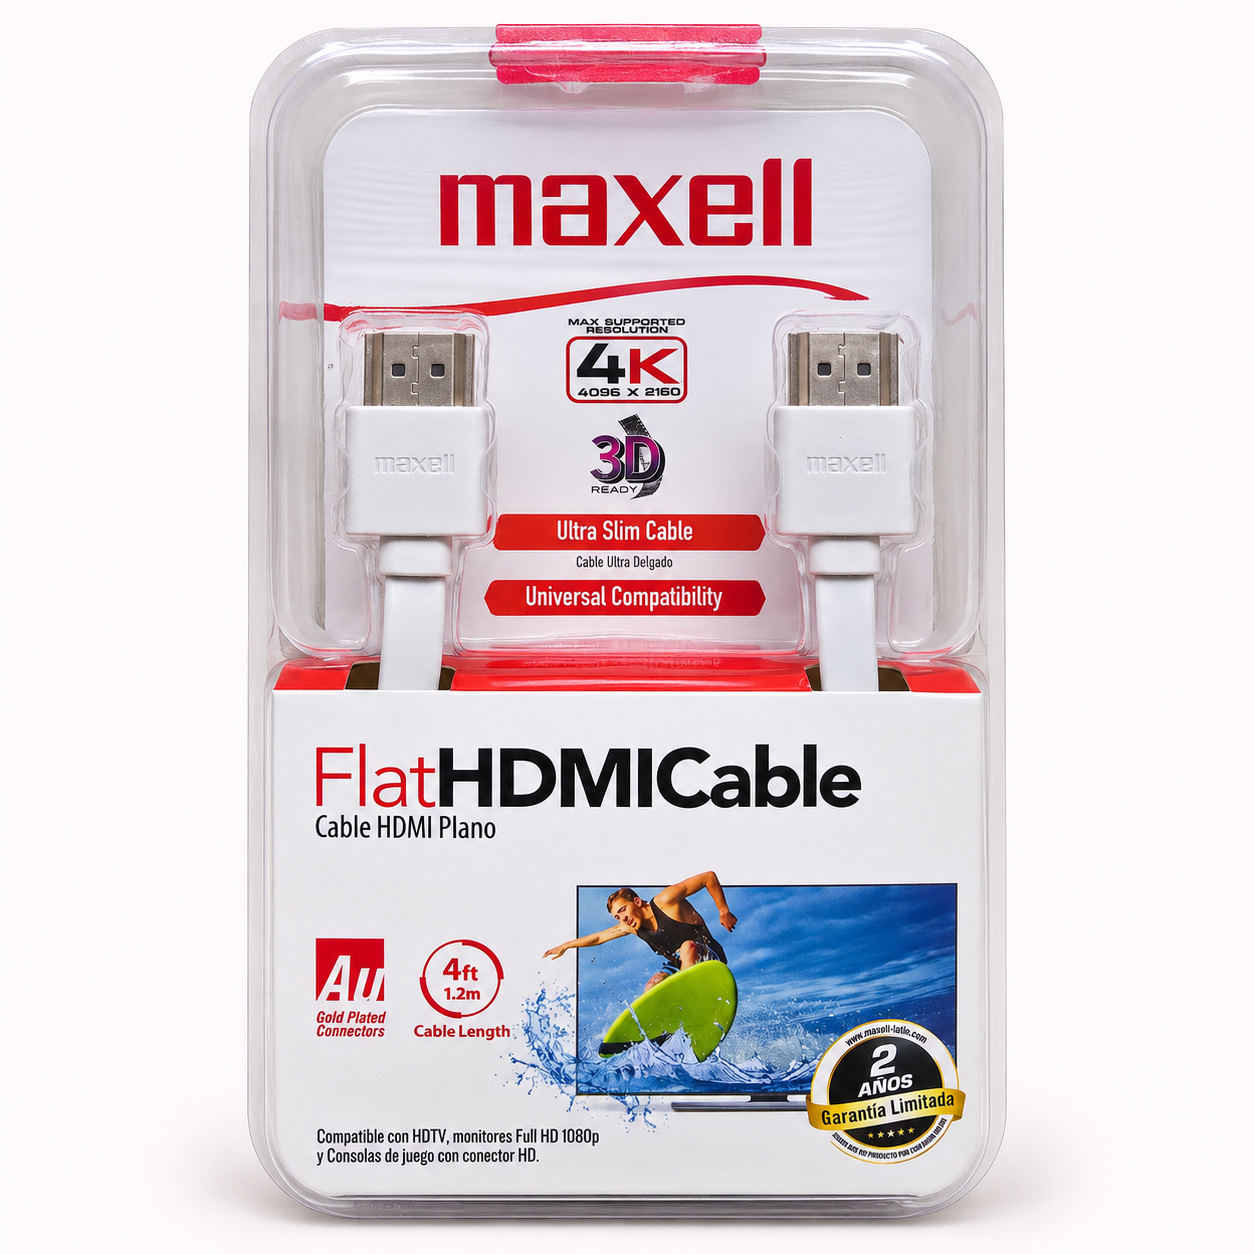 maxell
MAX SUPPORTED
RESOLUTION
4K
4096 X 2160
3D
READY
maxell
maxell
Ultra Slim Cable
Cable Ultra Delgado
Universal Compatibility
FlatHDMICable
Cable HDMI Plano
Au
Gold Plated
Connectors
4ft
1.2m
Cable Length
www.maxell-latin.com
2
AÑOS
Garantía Limitada
Compatible con HDTV, monitores Full HD 1080p
y Consolas de juego con conector HD.